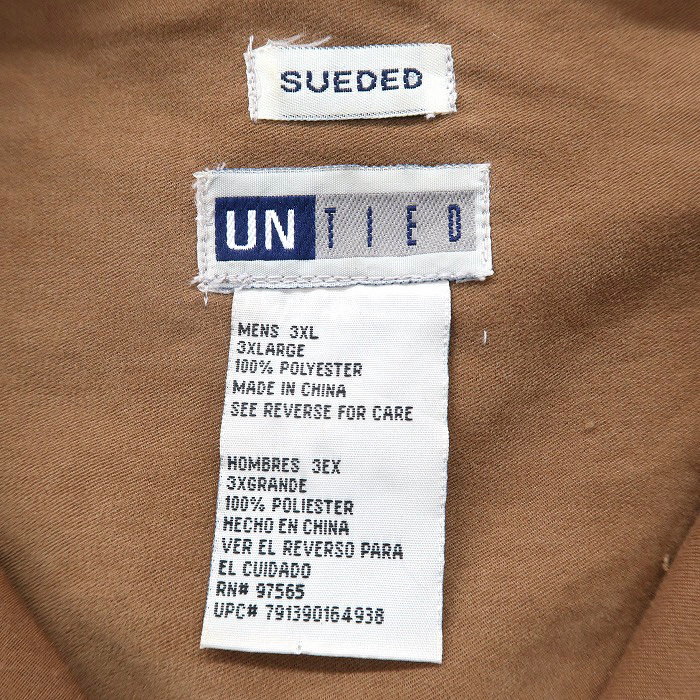 SUEDED
UNTIED
MENS 3XL
3XLARGE
100% POLYESTER
MADE IN CHINA
SEE REVERSE FOR CARE
HOMBRES 3EX
3XGRANDE
100% POLIESTER
HECHO EN CHINA
VER EL REVERSO PARA
EL CUIDADO
RN# 97565
UPC# 791390164938